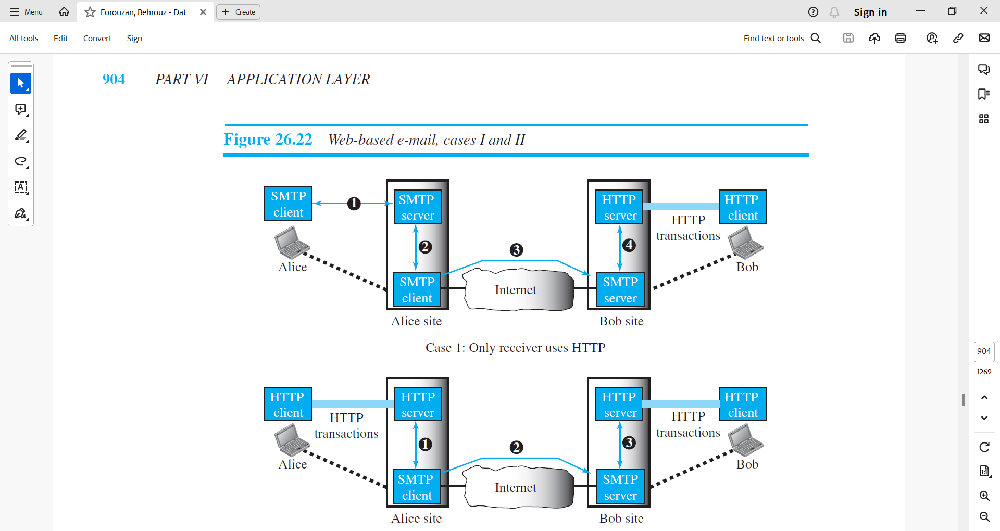 Menu
Forouzan, Behrouz - Dat...
Create
Sign in
All tools Edit Convert Sign
Find text or tools
904 PART VI APPLICATION LAYER
Figure 26.22 Web-based e-mail, cases I and II
SMTP client
1
SMTP server
HTTP server
HTTP transactions
HTTP client
2
3
4
Alice
Bob
SMTP client
Internet
SMTP server
Alice site
Bob site
Case 1: Only receiver uses HTTP
HTTP client
HTTP transactions
HTTP server
HTTP server
HTTP transactions
HTTP client
1
2
3
Alice
Bob
SMTP client
Internet
SMTP server
Alice site
Bob site
904
1269
1:1
A